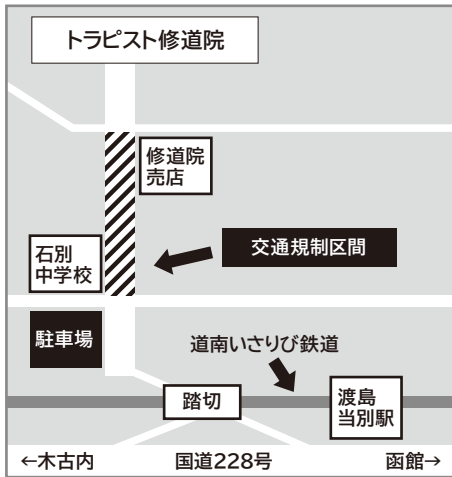 トラピスト修道院
修道院
売店
交通規制区間
石別
中学校
駐車場
道南いさりび鉄道
踏切
渡島
当別駅
←木古内
国道228号
函館→